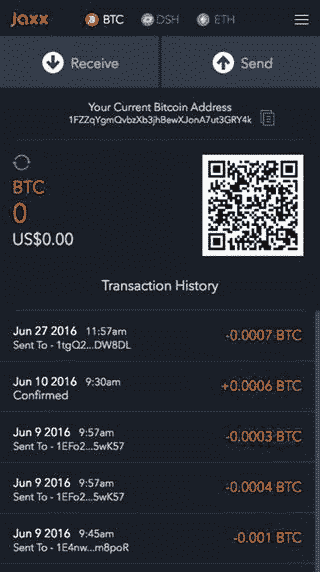 jaxx BTC DSH ETH
Receive Send
Your Current Bitcoin Address
1FZZqYgmQvbzXb3jhBewXJonA7ut3GRY4k
BTC
0
US$0.00
Transaction History
Jun 27 2016 11:57am
-0.0007 BTC
Sent To - 1tgQ2...DW8DL
Jun 10 2016 9:30am
+0.0006 BTC
Confirmed
Jun 9 2016 9:57am
-0.0003 BTC
Sent To - 1EFo2...5wK57
Jun 9 2016 9:57am
-0.0004 BTC
Sent To - 1EFo2...5wK57
Jun 9 2016 9:45am
-0.001 BTC
Sent To - 1E4nw...m8poR